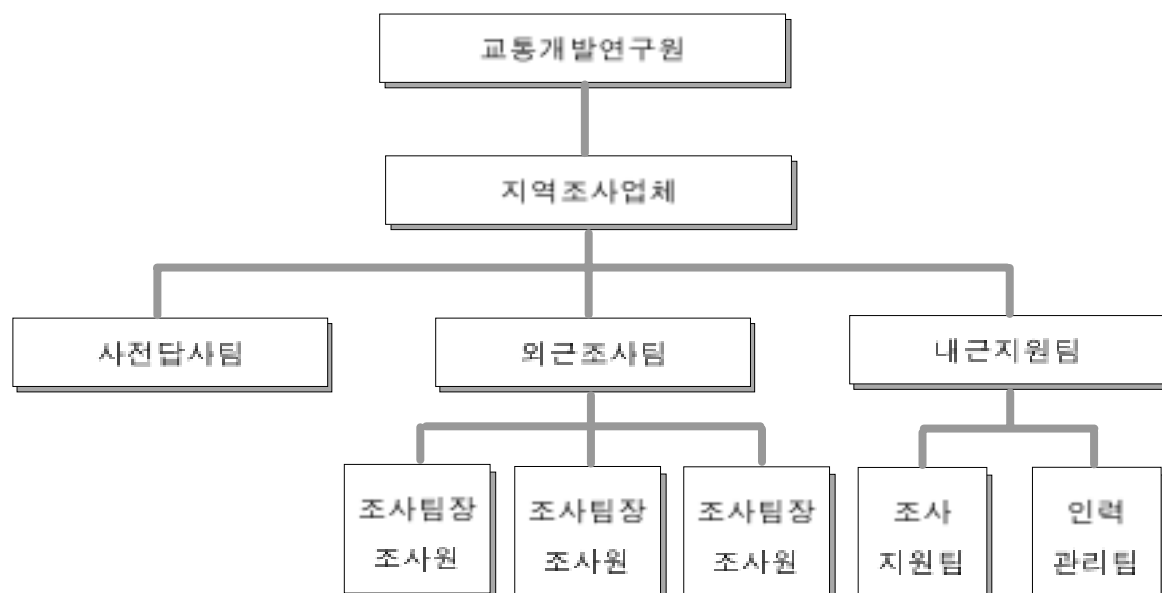 교통개발연구원
지역조사업체
사전답사팀
외근조사팀
내근지원팀
조사팀장
조사원
조사팀장
조사원
조사팀장
조사원
조사
지원팀
인력
관리팀